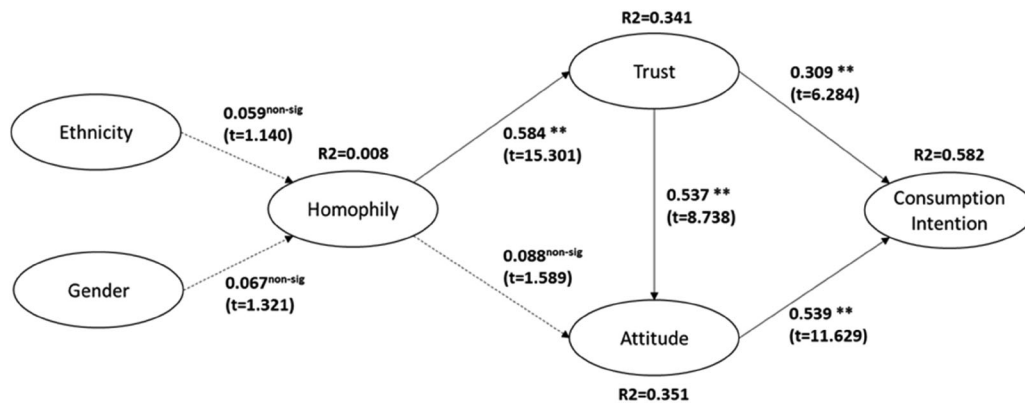 R2=0.341
Trust
0.309 **
(t=6.284)
0.059non-sig
(t=1.140)
Ethnicity
0.584 **
(t=15.301)
R2=0.008
R2=0.582
Homophily
0.537 **
(t=8.738)
Consumption
Intention
0.088non-sig
(t=1.589)
Gender
0.067non-sig
(t=1.321)
Attitude
0.539 **
(t=11.629)
R2=0.351